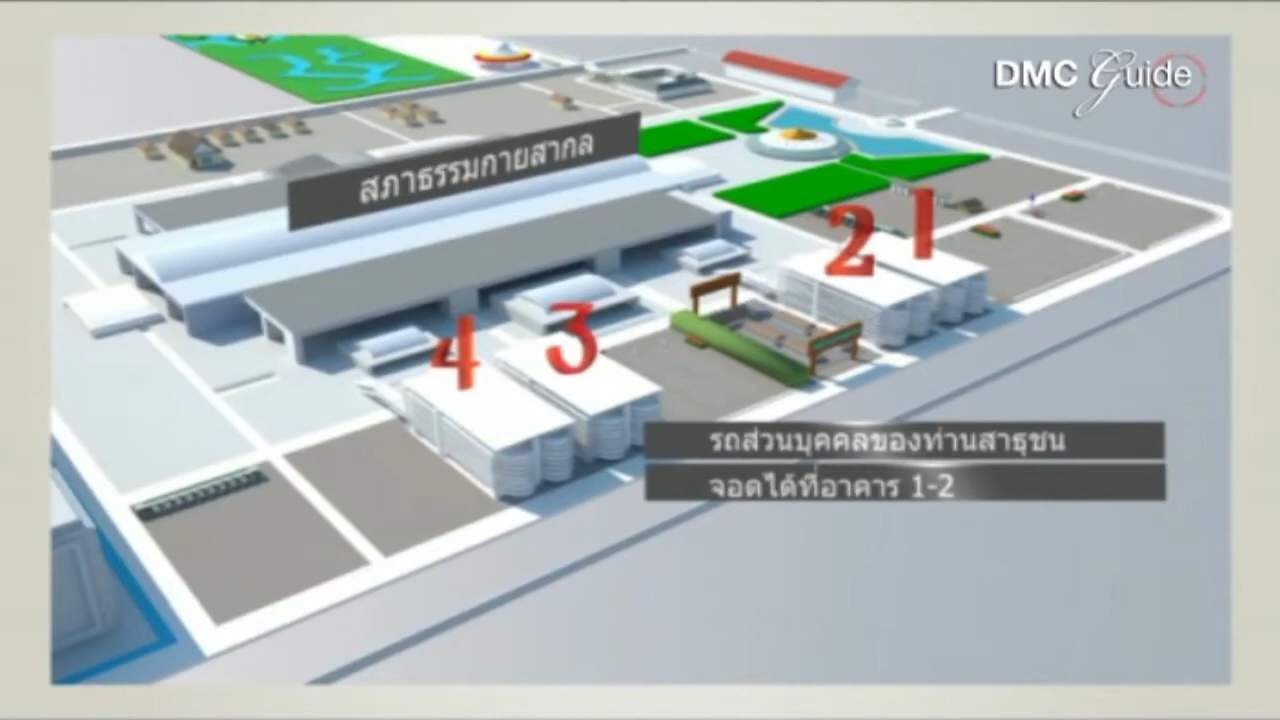 DMC Guide
สภาธรรมกายสากล
2 1
4 3
รถส่วนบุคคลของท่านสาธุชน
จอดได้ที่อาคาร 1-2